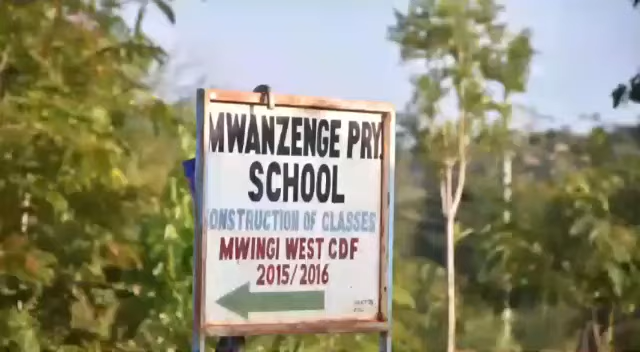 MWANZENGE PRY.
SCHOOL
ONSTRUCTION OF CLASSES
MWINGI WEST CDF
2015/2016